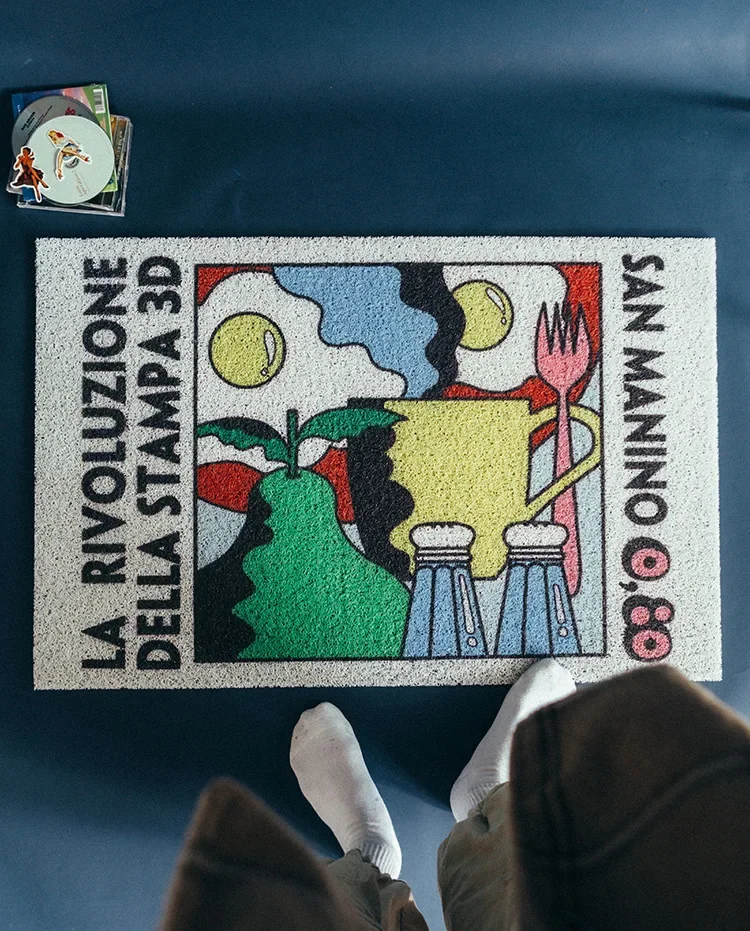 LA RIVOLUZIONE
DELLA STAMPA 3D
SAN MANINO 0,80